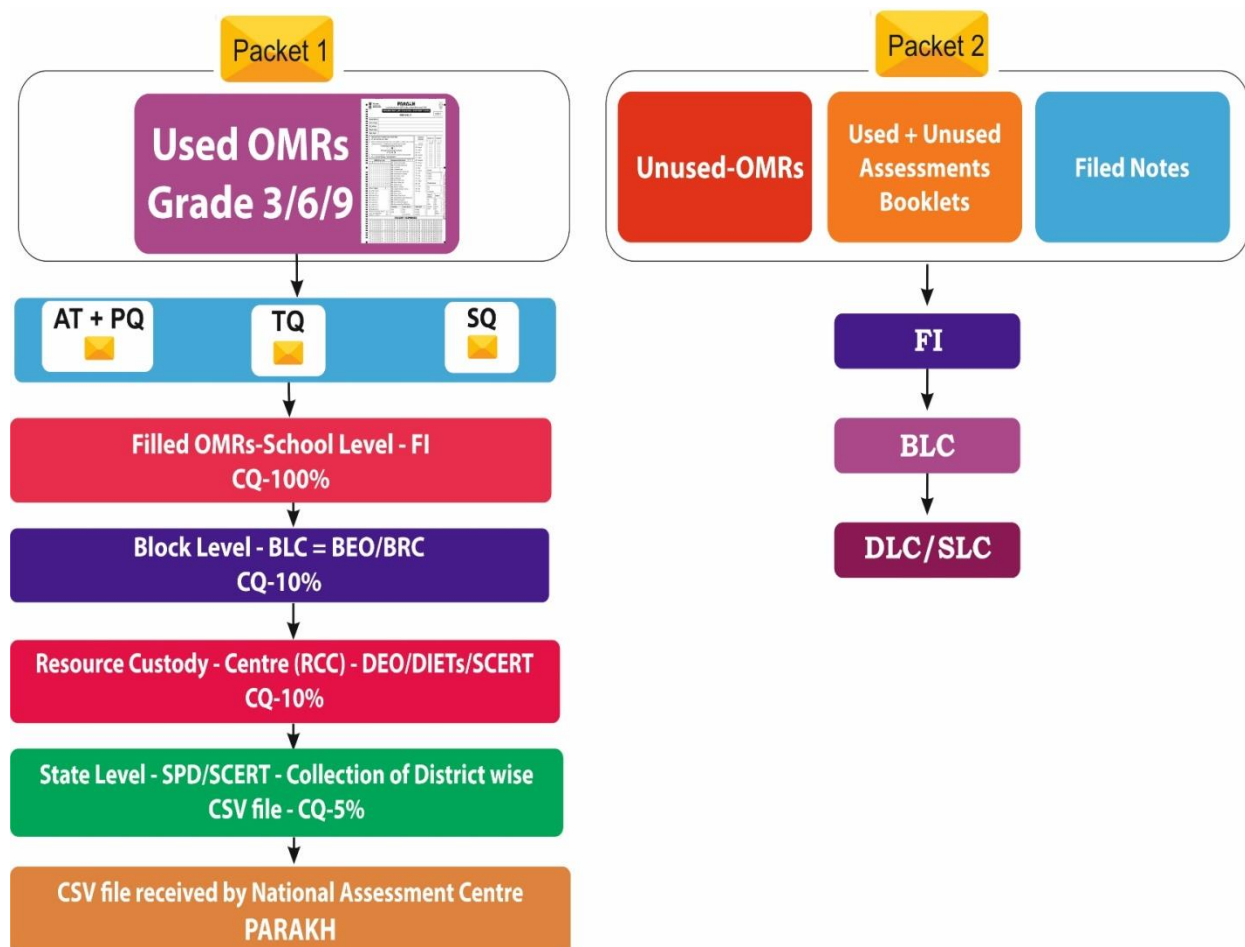 Packet 1
Used OMRs
Grade 3/6/9
PARAKH
AT + PQ
TQ
SQ
Filled OMRs-School Level - FI
CQ-100%
Block Level - BLC = BEO/BRC
CQ-10%
Resource Custody - Centre (RCC) - DEO/DIETs/SCERT
CQ-10%
State Level - SPD/SCERT - Collection of District wise
CSV file - CQ-5%
CSV file received by National Assessment Centre
PARAKH
Packet 2
Unused-OMRs
Used + Unused
Assessments
Booklets
Filed Notes
FI
BLC
DLC/SLC